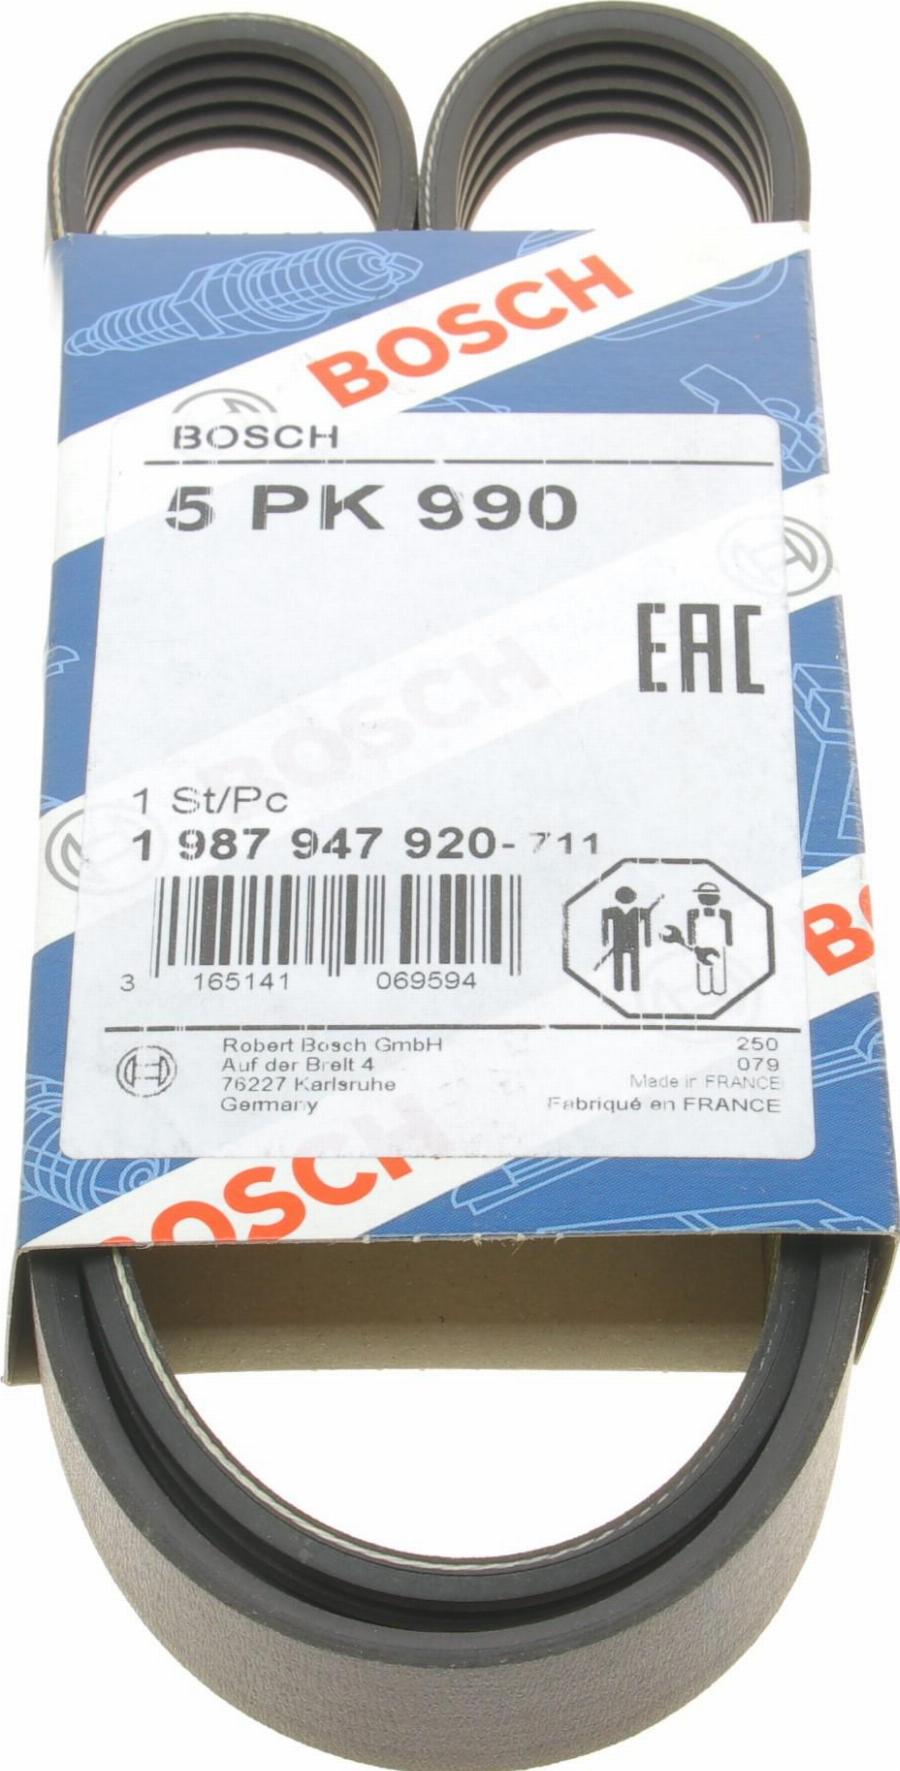 BOSCH
BOSCH
5 PK 990
EAC
BOSCH
1 St/Pc
1 987 947 920-711
3 165141 069594
Robert Bosch GmbH
Auf der Breit 4
76227 Karlsruhe
Germany
250
079
Made in FRANCE
Fabriqué en FRANCE
BOSCH